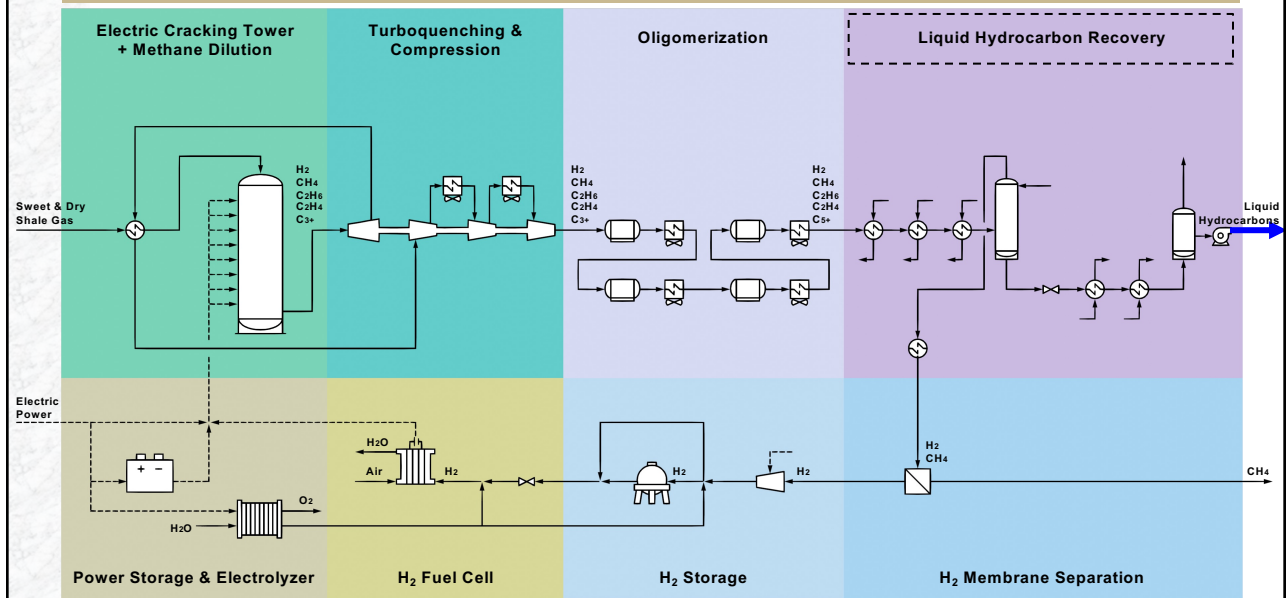 Electric Cracking Tower
+ Methane Dilution
Turboquenching &
Compression
Oligomerization
Liquid Hydrocarbon Recovery
Sweet & Dry
Shale Gas
H2
CH4
C2H6
C2H4
C3+
H2
CH4
C2H6
C2H4
C3+
H2
CH4
C2H6
C2H4
C5+
Liquid
Hydrocarbons
Electric
Power
+ −
H2O
O2
H2O
Air
H2
H2
H2
H2
CH4
CH4
Power Storage & Electrolyzer
H2 Fuel Cell
H2 Storage
H2 Membrane Separation